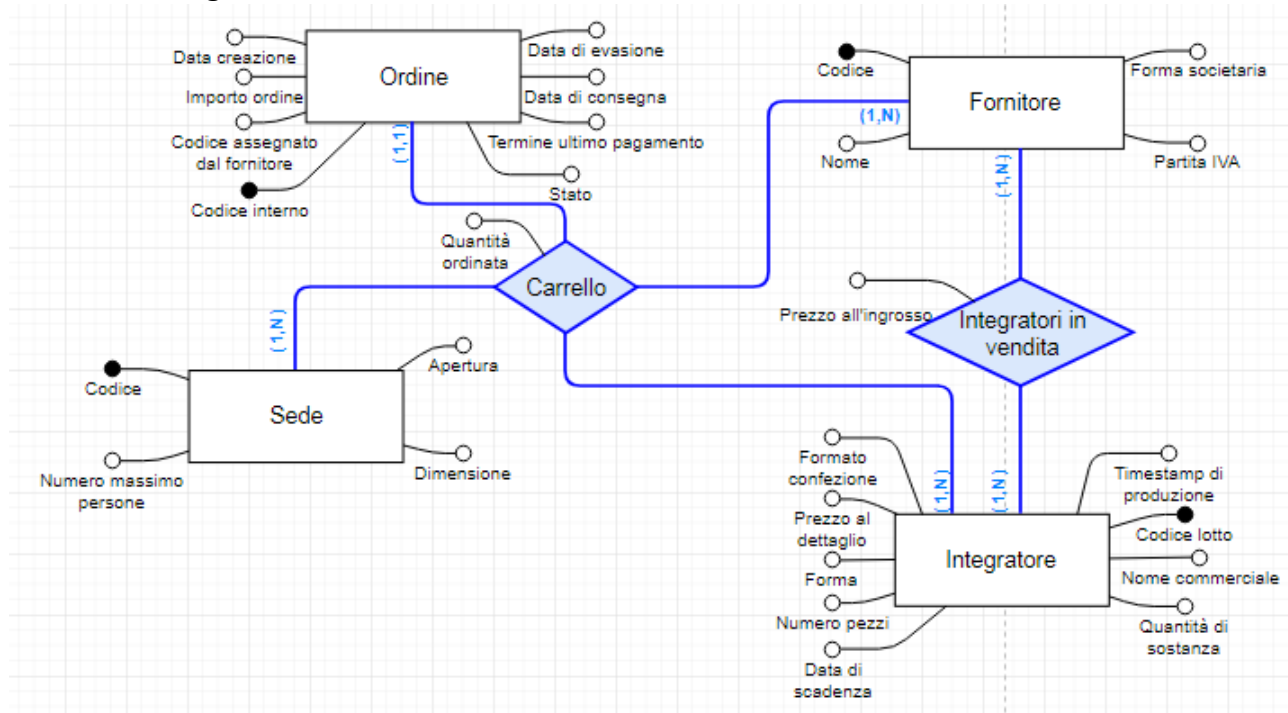 Data creazione
Importo ordine
Codice assegnato
dal fornitore
Codice interno
Ordine
Data di evasione
Data di consegna
Termine ultimo pagamento
Stato
(1,1)
Codice
Nome
Fornitore
Forma societaria
Partita IVA
(1,N)
(1,N)
Quantità
ordinata
Carrello
(1,N)
Prezzo all'ingrosso
Integratori in
vendita
Codice
Numero massimo
persone
Sede
Apertura
Dimensione
(1,N)
(1,N)
Formato
confezione
Prezzo al
dettaglio
Forma
Numero pezzi
Data di
scadenza
Integratore
Timestamp di
produzione
Codice lotto
Nome commerciale
Quantità di
sostanza